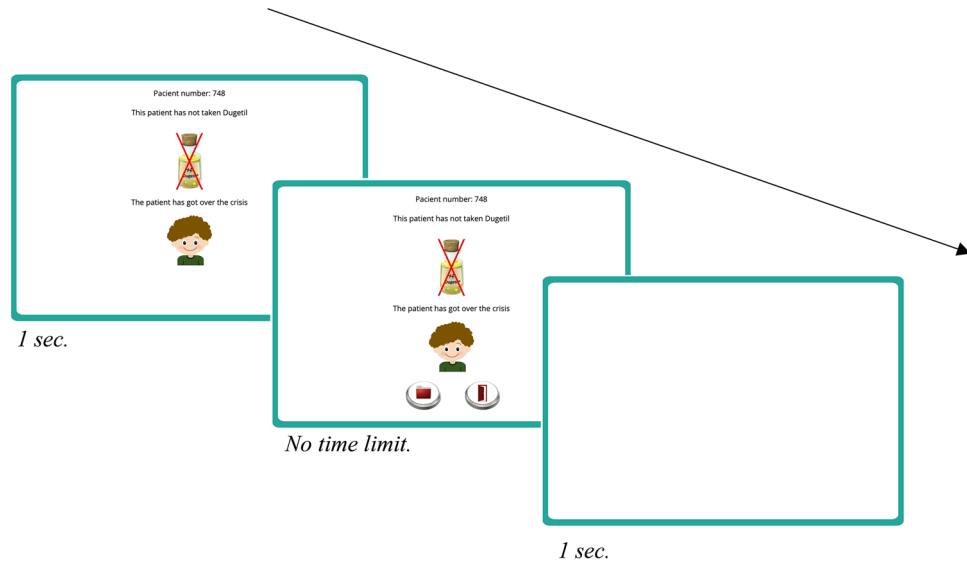 Pacient number: 748
This patient has not taken Dugetil
Dugetil
The patient has got over the crisis
1 sec.
Pacient number: 748
This patient has not taken Dugetil
Dugetil
The patient has got over the crisis
No time limit.
1 sec.